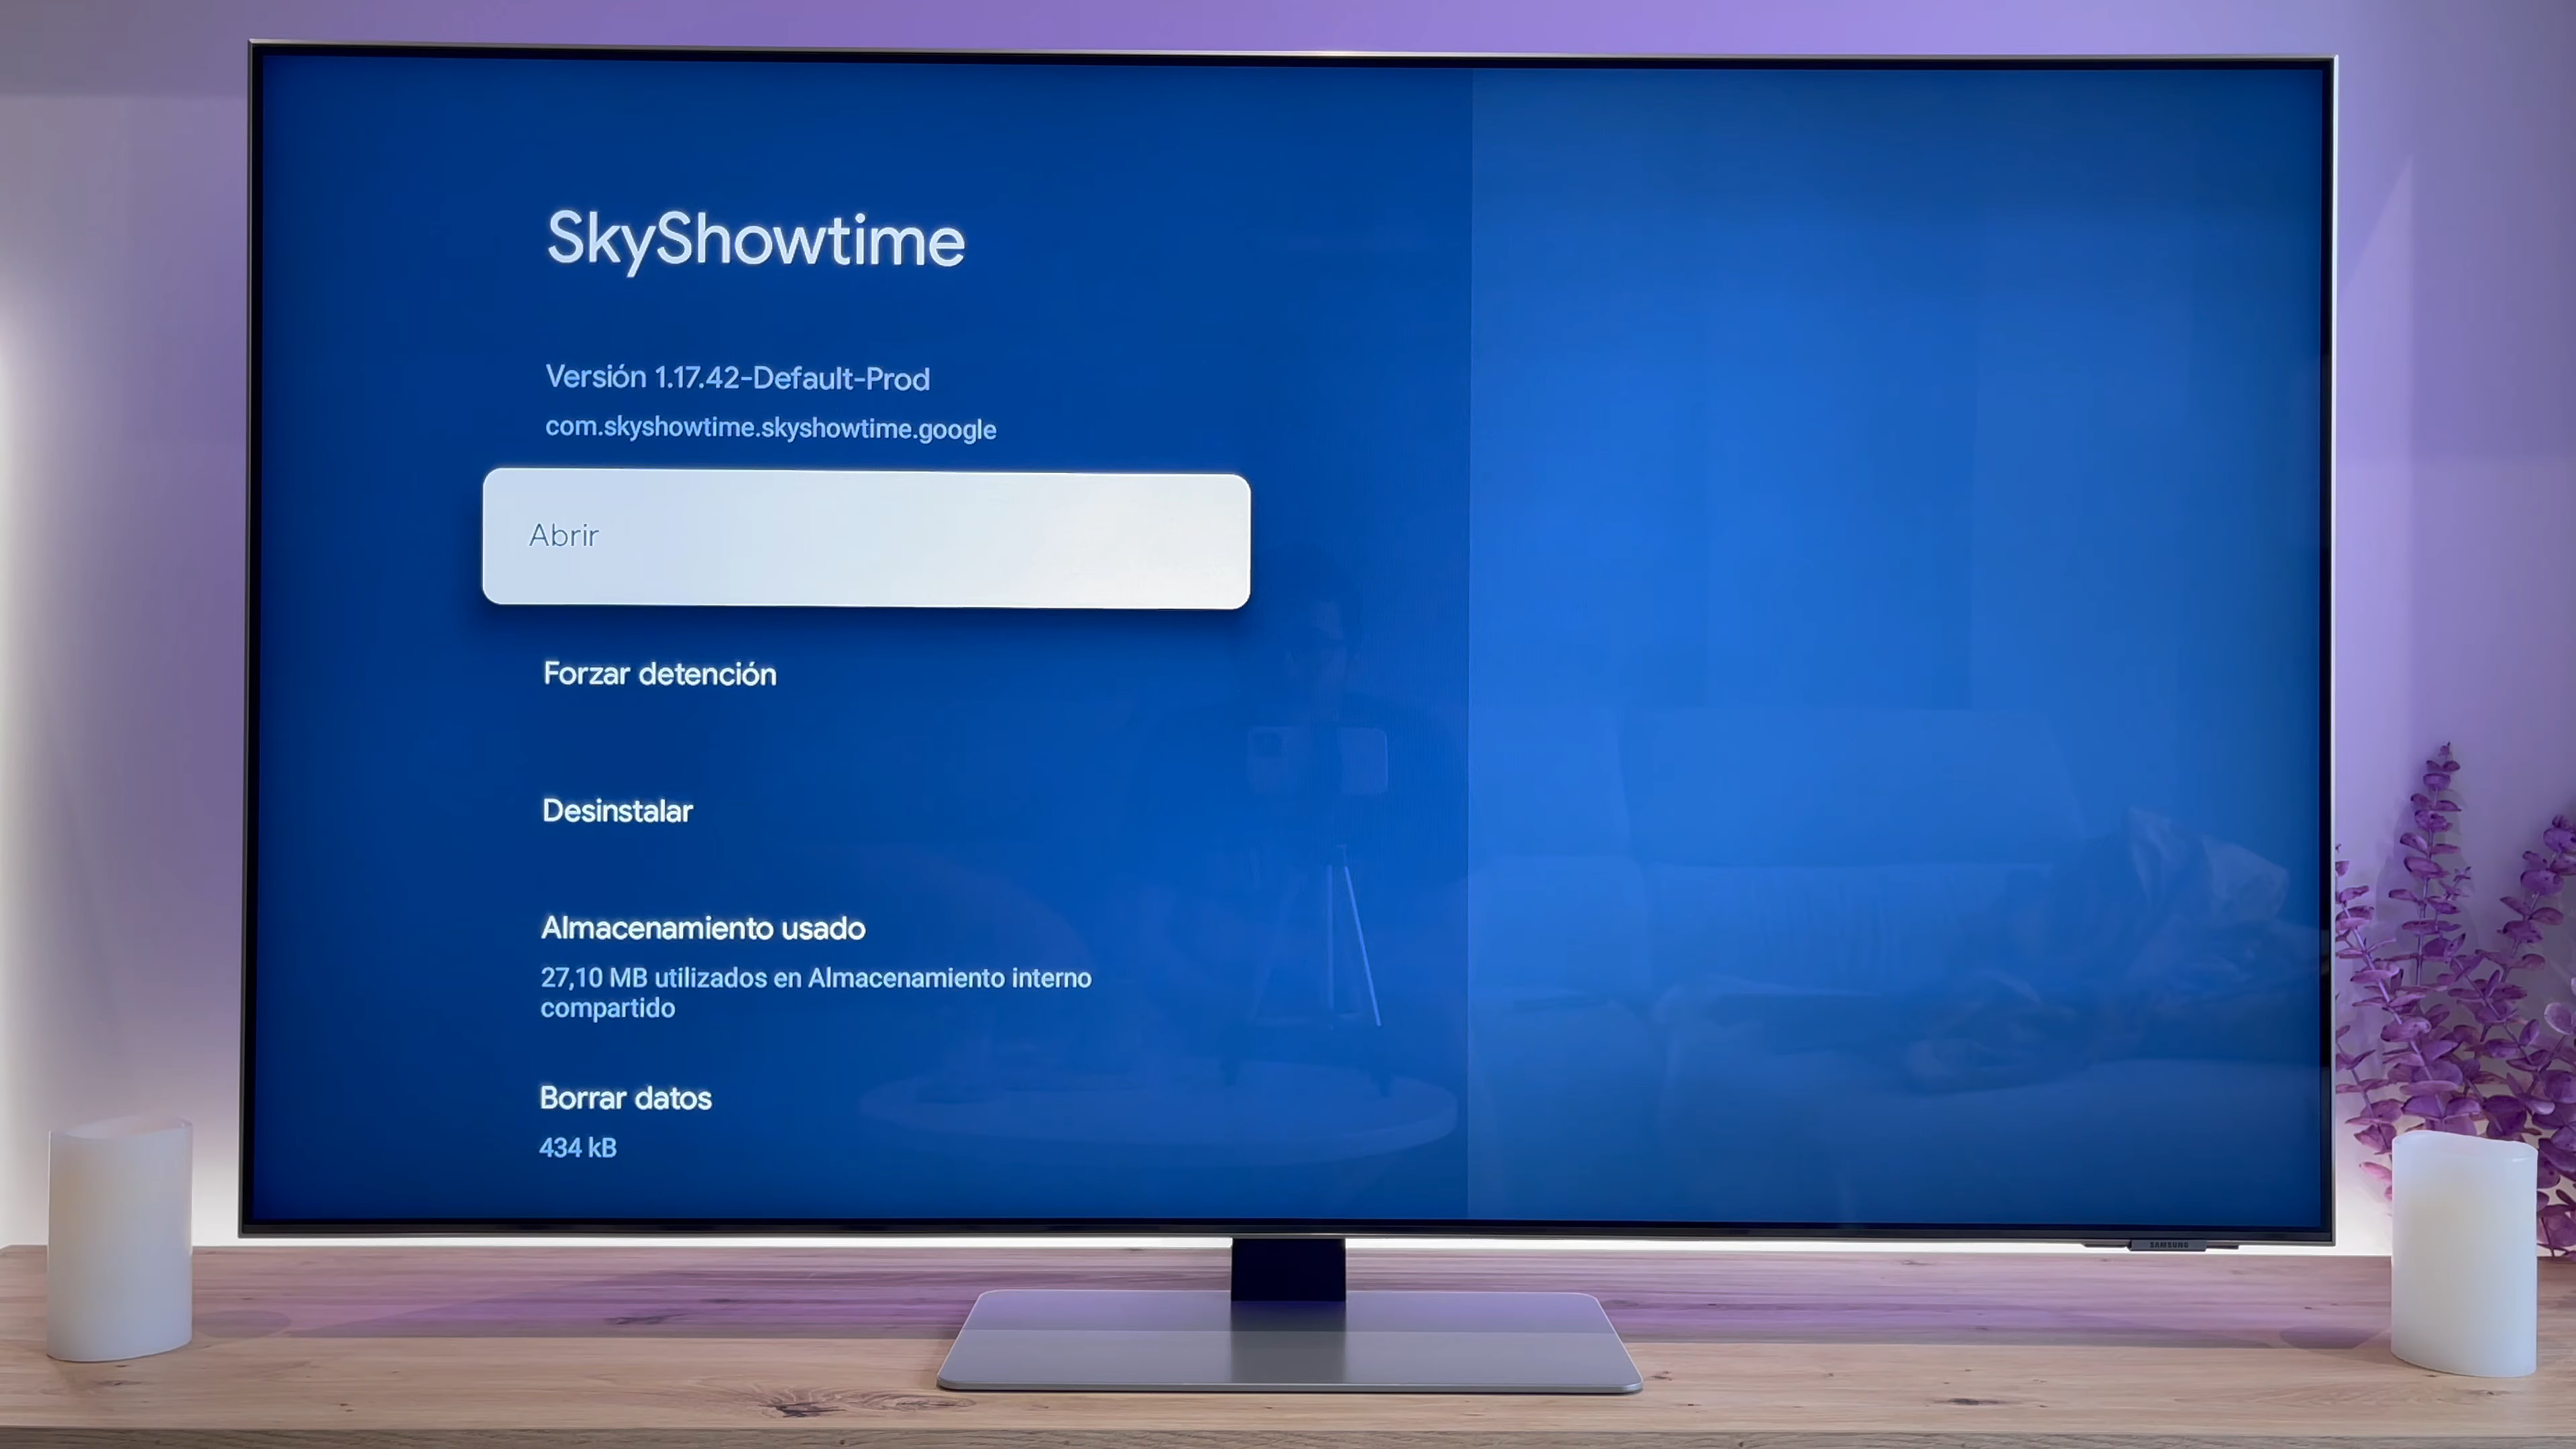 SkyShowtime
Versión 1.17.42-Default-Prod
com.skyshowtime.skyshowtime.google
Abrir
Forzar detención
Desinstalar
Almacenamiento usado
27,10 MB utilizados en Almacenamiento interno
compartido
Borrar datos
434 kB
SAMSUNG